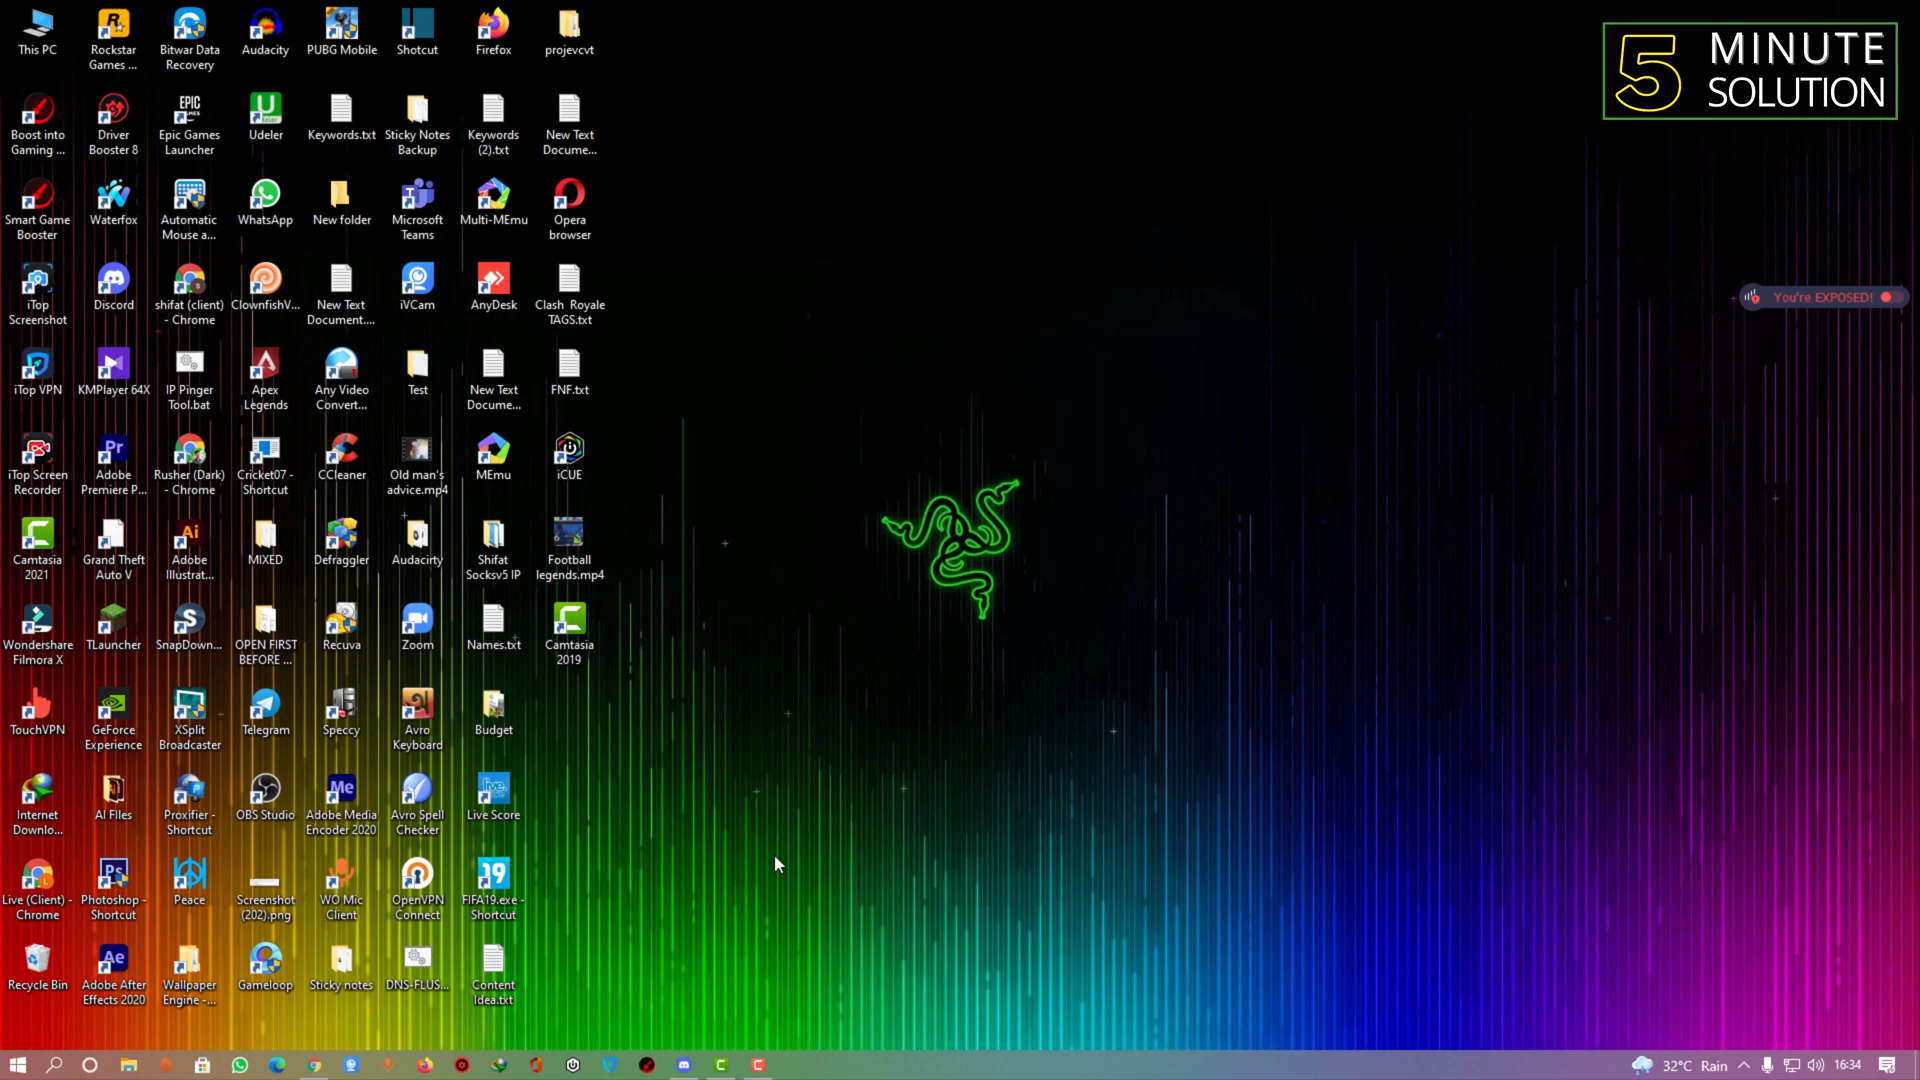 This PC
Rockstar
Games ...
Bitwar Data
Recovery
Audacity
PUBG Mobile
Shotcut
Firefox
projevcvt
5 MINUTE
SOLUTION
Boost into
Gaming ...
Driver
Booster 8
EPIC
GAMES
Epic Games
Launcher
Udeler
Keywords.txt
Sticky Notes
Backup
Keywords
(2).txt
New Text
Docume...
Smart Game
Booster
Waterfox
Automatic
Mouse a...
WhatsApp
New folder
Microsoft
Teams
Multi-MEmu
Opera
browser
iTop
Screenshot
Discord
shifat (client)
- Chrome
ClownfishV...
New Text
Document....
iVCam
AnyDesk
Clash Royale
TAGS.txt
You're EXPOSED!
iTop VPN
KMPlayer 64X
IP Pinger
Tool.bat
Apex
Legends
Any Video
Convert...
Test
New Text
Docume...
FNF.txt
iTop Screen
Recorder
Pr
Adobe
Premiere P...
Rusher (Dark)
- Chrome
Cricket07 -
Shortcut
CCleaner
Old man's
advice.mp4
MEmu
iCUE
Camtasia
2021
Grand Theft
Auto V
Ai
Adobe
Illustrat...
MIXED
Defraggler
Audacirty
Shifat
Socksv5 IP
Football
legends.mp4
Wondershare
Filmora X
TLauncher
SnapDown...
OPEN FIRST
BEFORE ...
Recuva
Zoom
Names.txt
Camtasia
2019
TouchVPN
GeForce
Experience
XSplit
Broadcaster
Telegram
Speccy
Avro
Keyboard
Budget
Internet
Downlo...
AI FIles
Proxifier -
Shortcut
OBS Studio
Me
Adobe Media
Encoder 2020
Avro Spell
Checker
live
Live Score
Live (Client) -
Chrome
Ps
Photoshop -
Shortcut
Peace
Screenshot
(202).png
WO Mic
Client
OpenVPN
Connect
19
FIFA19.exe -
Shortcut
Recycle Bin
Ae
Adobe After
Effects 2020
Wallpaper
Engine -...
Gameloop
Sticky notes
DNS-FLUS...
Content
Idea.txt
32°C Rain
16:34